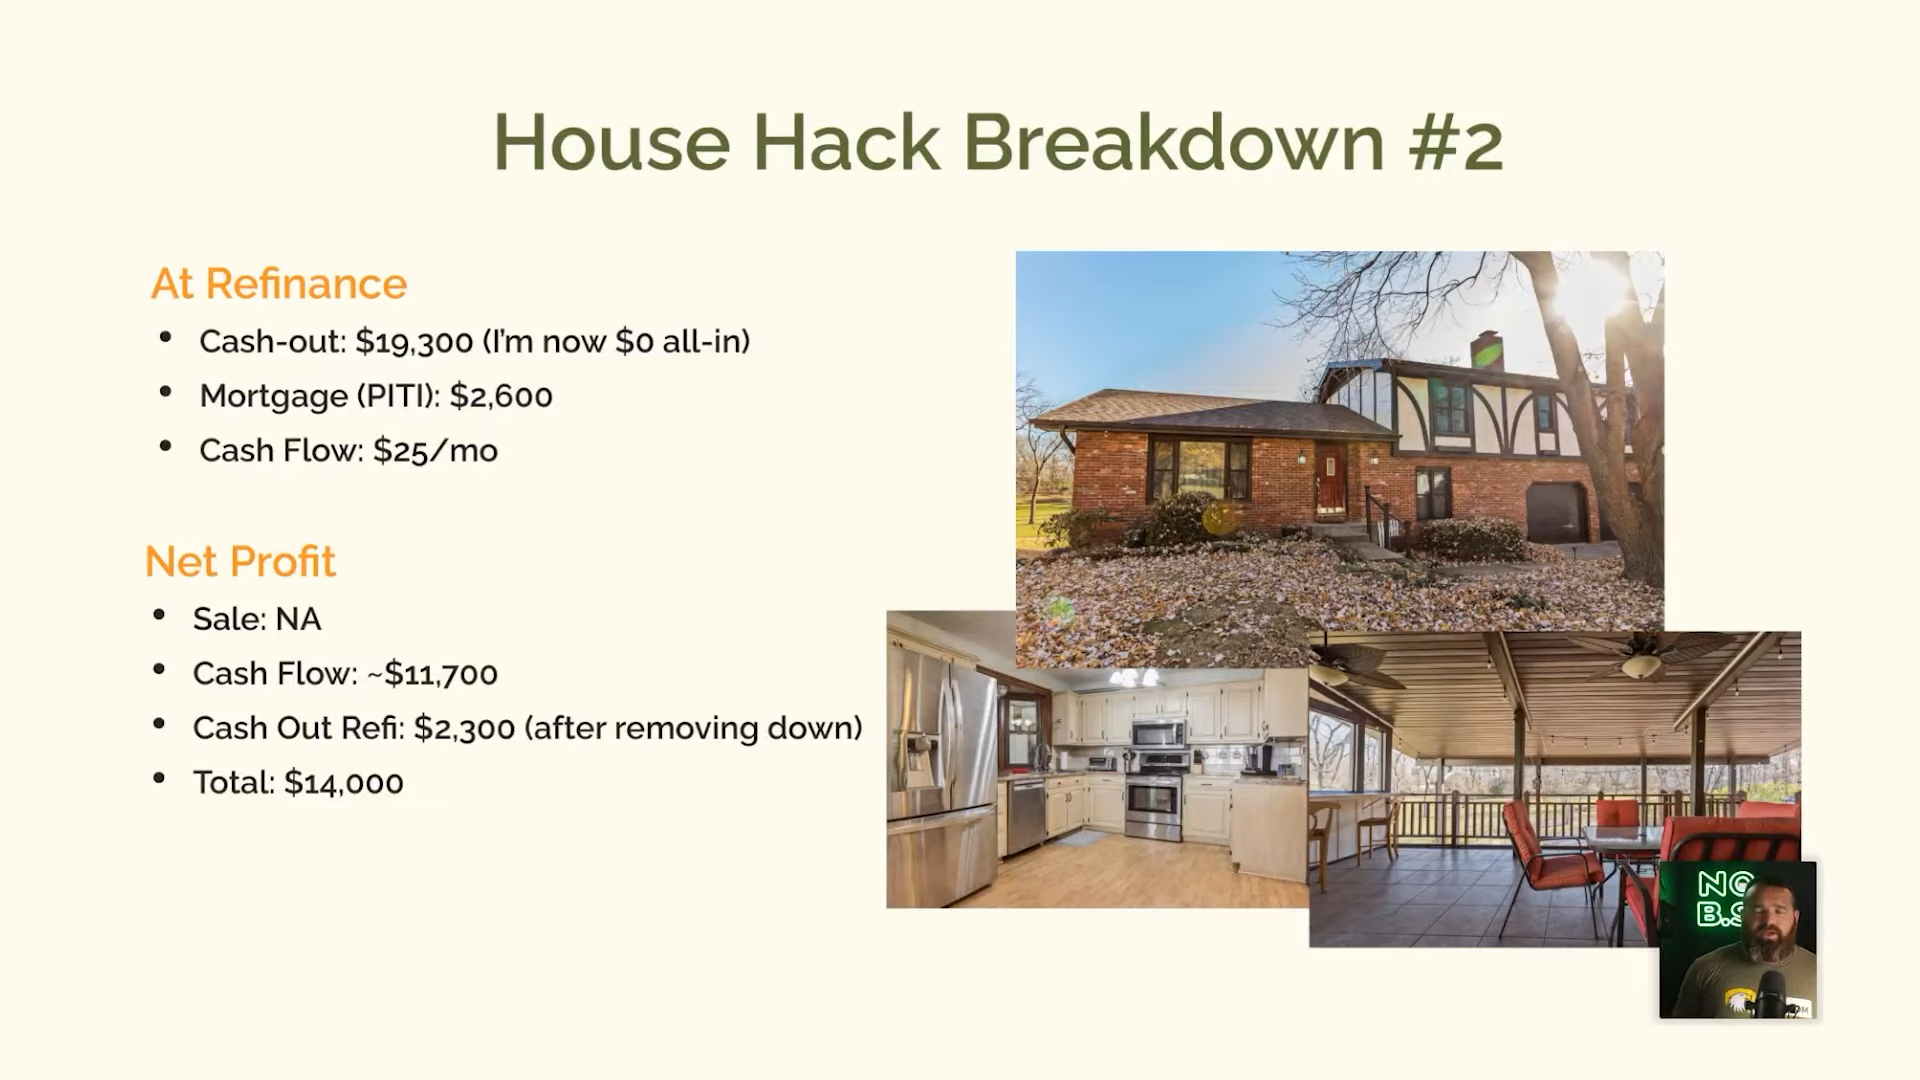 House Hack Breakdown #2
At Refinance
• Cash-out: $19,300 (I'm now $0 all-in)
• Mortgage (PITI): $2,600
• Cash Flow: $25/mo
Net Profit
• Sale: NA
• Cash Flow: ~$11,700
• Cash Out Refi: $2,300 (after removing down)
• Total: $14,000
NO
B.S